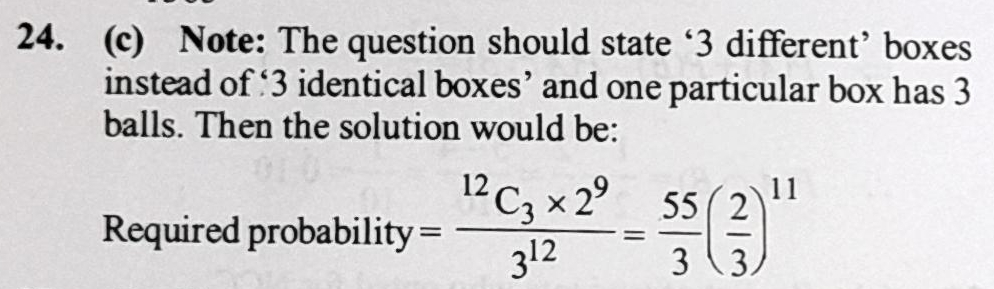 24. (c) Note: The question should state ‘3 different’ boxes
instead of ‘3 identical boxes’ and one particular box has 3
balls. Then the solution would be:
Required probability = \frac{^{12}C_3 × 2^9}{3^{12}} = \frac{55}{3}\left(\frac{2}{3}\right)^{11}